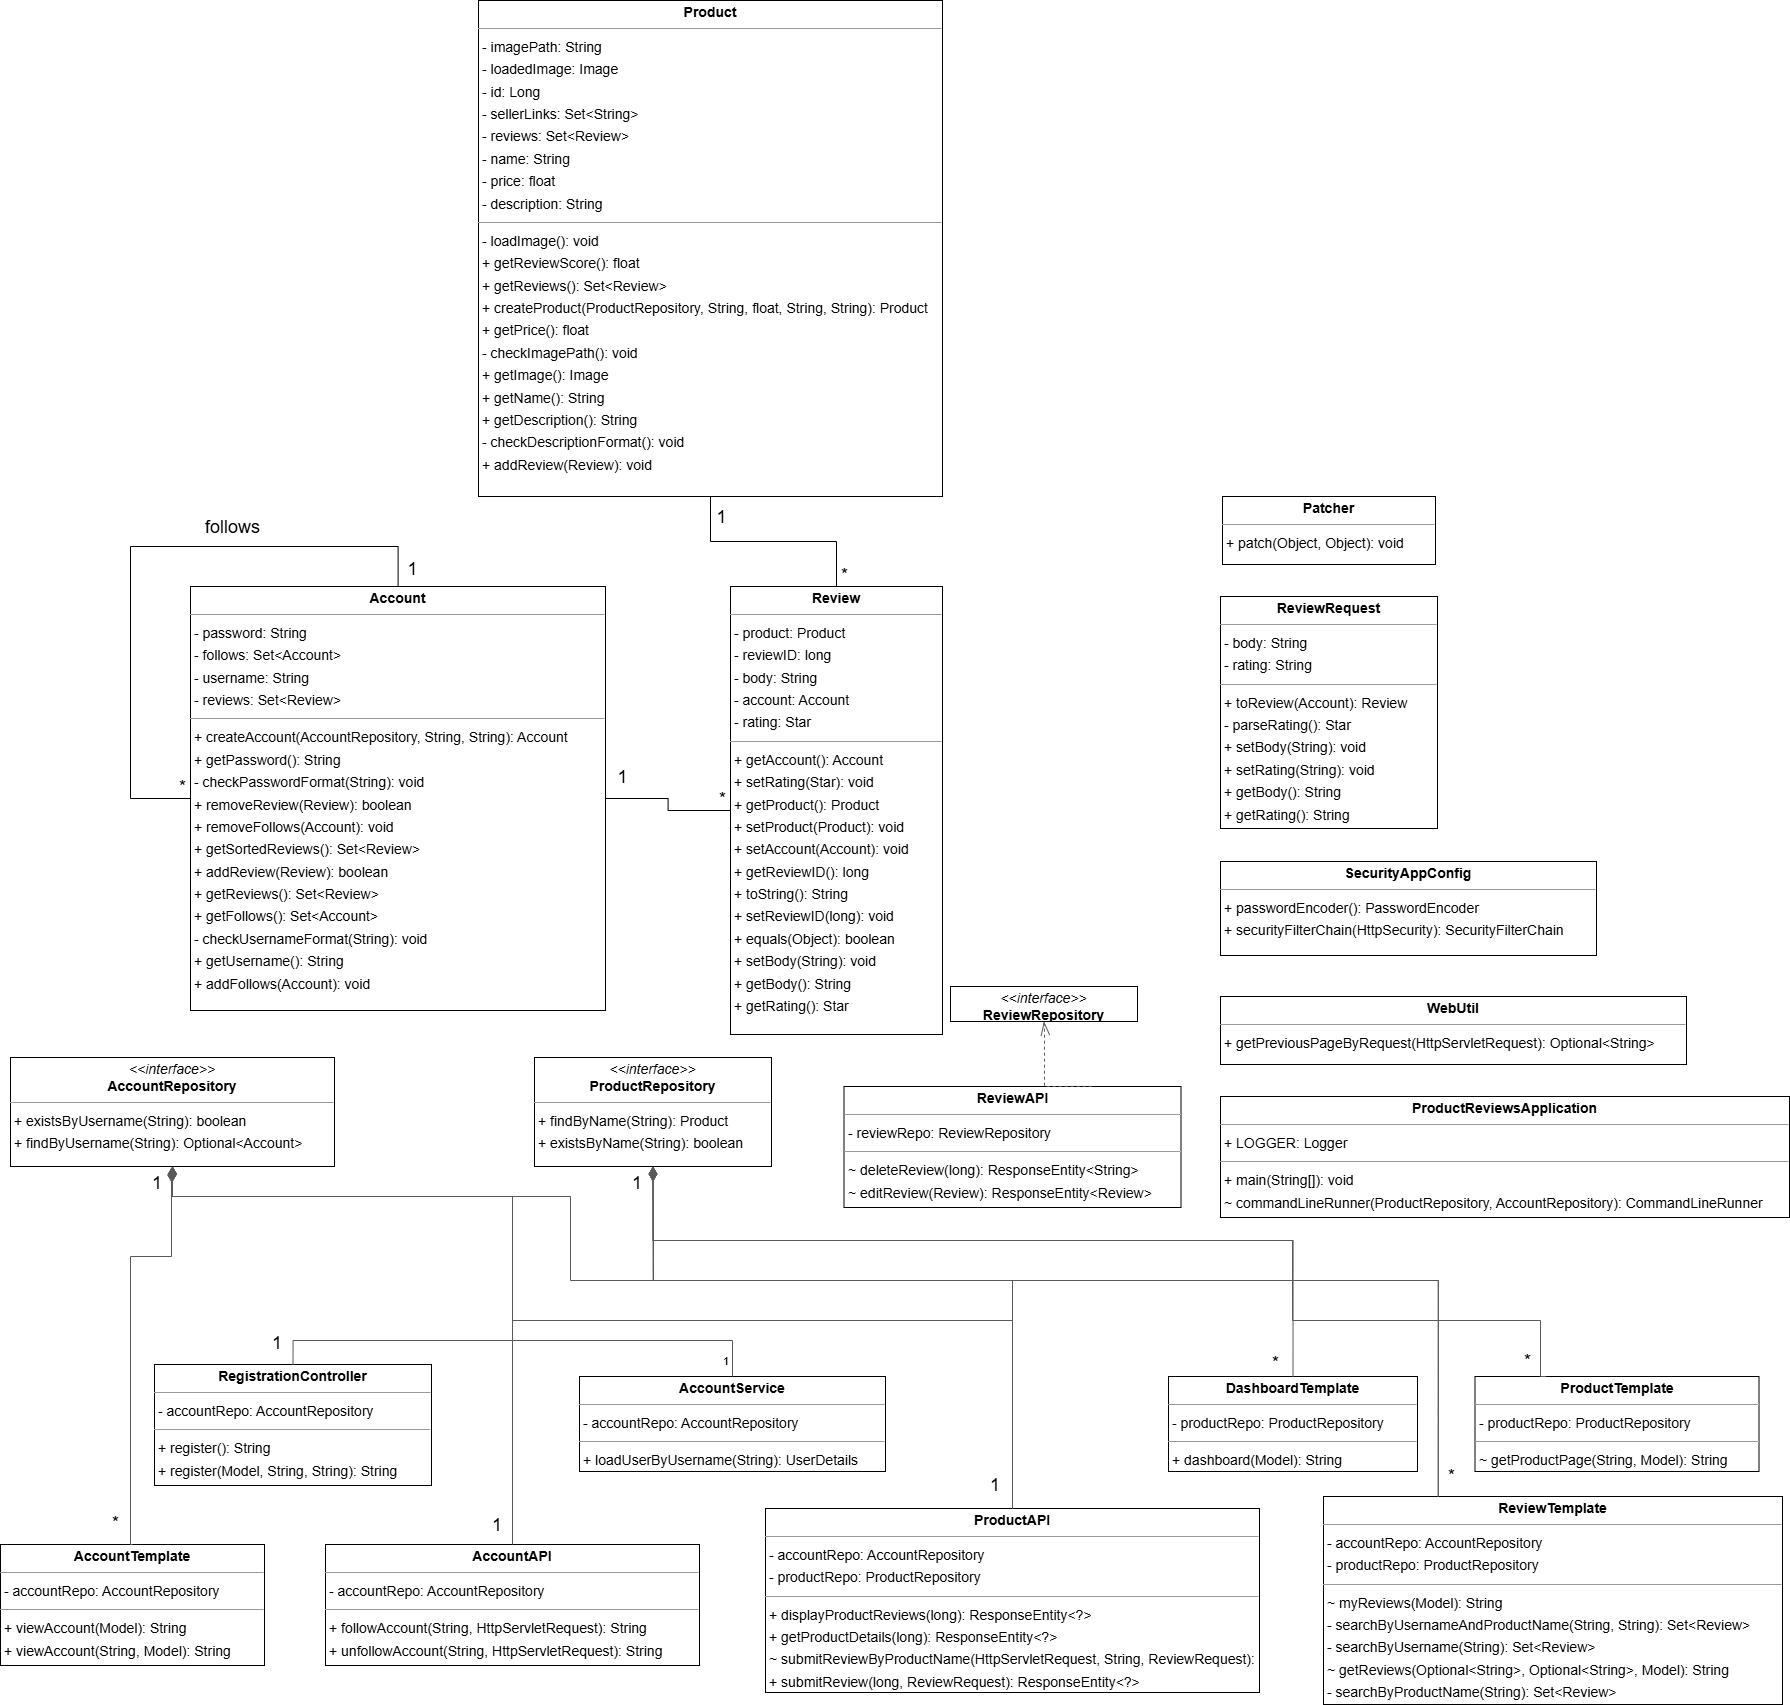 Product
- imagePath: String
- loadedImage: Image
- id: Long
- sellerLinks: Set<String>
- reviews: Set<Review>
- name: String
- price: float
- description: String
- loadImage(): void
+ getReviewScore(): float
+ getReviews(): Set<Review>
+ createProduct(ProductRepository, String, float, String, String): Product
+ getPrice(): float
- checkImagePath(): void
+ getImage(): Image
+ getName(): String
+ getDescription(): String
- checkDescriptionFormat(): void
+ addReview(Review): void
1
*
follows
1
*
Account
- password: String
- follows: Set<Account>
- username: String
- reviews: Set<Review>
+ createAccount(AccountRepository, String, String): Account
+ getPassword(): String
- checkPasswordFormat(String): void
+ removeReview(Review): boolean
+ removeFollows(Account): void
+ getSortedReviews(): Set<Review>
+ addReview(Review): boolean
+ getReviews(): Set<Review>
+ getFollows(): Set<Account>
- checkUsernameFormat(String): void
+ getUsername(): String
+ addFollows(Account): void
1
*
Review
- product: Product
- reviewID: long
- body: String
- account: Account
- rating: Star
+ getAccount(): Account
+ setRating(Star): void
+ getProduct(): Product
+ setProduct(Product): void
+ setAccount(Account): void
+ getReviewID(): long
+ toString(): String
+ setReviewID(long): void
+ equals(Object): boolean
+ setBody(String): void
+ getBody(): String
+ getRating(): Star
Patcher
+ patch(Object, Object): void
ReviewRequest
- body: String
- rating: String
+ toReview(Account): Review
- parseRating(): Star
+ setBody(String): void
+ setRating(String): void
+ getBody(): String
+ getRating(): String
SecurityAppConfig
+ passwordEncoder(): PasswordEncoder
+ securityFilterChain(HttpSecurity): SecurityFilterChain
WebUtil
+ getPreviousPageByRequest(HttpServletRequest): Optional<String>
ProductReviewsApplication
+ LOGGER: Logger
+ main(String[]): void
~ commandLineRunner(ProductRepository, AccountRepository): CommandLineRunner
<<interface>>
ReviewRepository
ReviewAPI
- reviewRepo: ReviewRepository
~ deleteReview(long): ResponseEntity<String>
~ editReview(Review): ResponseEntity<Review>
<<interface>>
AccountRepository
+ existsByUsername(String): boolean
+ findByUsername(String): Optional<Account>
1
<<interface>>
ProductRepository
+ findByName(String): Product
+ existsByName(String): boolean
1
1
RegistrationController
- accountRepo: AccountRepository
+ register(): String
+ register(Model, String, String): String
1
AccountService
- accountRepo: AccountRepository
+ loadUserByUsername(String): UserDetails
*
DashboardTemplate
- productRepo: ProductRepository
+ dashboard(Model): String
*
ProductTemplate
- productRepo: ProductRepository
~ getProductPage(String, Model): String
*
AccountTemplate
- accountRepo: AccountRepository
+ viewAccount(Model): String
+ viewAccount(String, Model): String
1
AccountAPI
- accountRepo: AccountRepository
+ followAccount(String, HttpServletRequest): String
+ unfollowAccount(String, HttpServletRequest): String
1
ProductAPI
- accountRepo: AccountRepository
- productRepo: ProductRepository
+ displayProductReviews(long): ResponseEntity<?>
+ getProductDetails(long): ResponseEntity<?>
~ submitReviewByProductName(HttpServletRequest, String, ReviewRequest):
+ submitReview(long, ReviewRequest): ResponseEntity<?>
*
ReviewTemplate
- accountRepo: AccountRepository
- productRepo: ProductRepository
~ myReviews(Model): String
- searchByUsernameAndProductName(String, String): Set<Review>
- searchByUsername(String): Set<Review>
~ getReviews(Optional<String>, Optional<String>, Model): String
- searchByProductName(String): Set<Review>